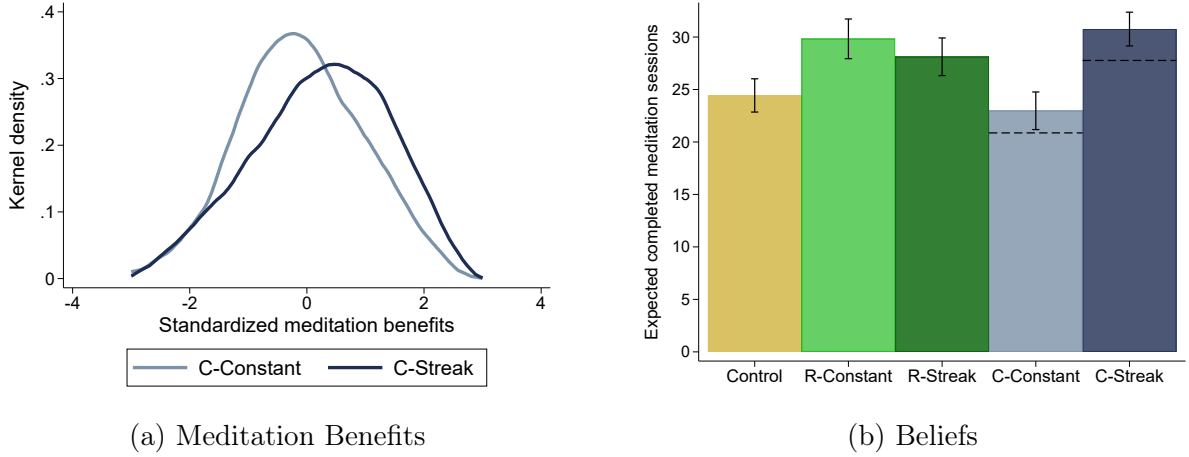 .4
.3
.2
.1
0
Kernel density
-4
-2
0
2
4
Standardized meditation benefits
C-Constant
C-Streak
(a) Meditation Benefits
30
25
20
15
10
5
0
Expected completed meditation sessions
Control
R-Constant
R-Streak
C-Constant
C-Streak
(b) Beliefs